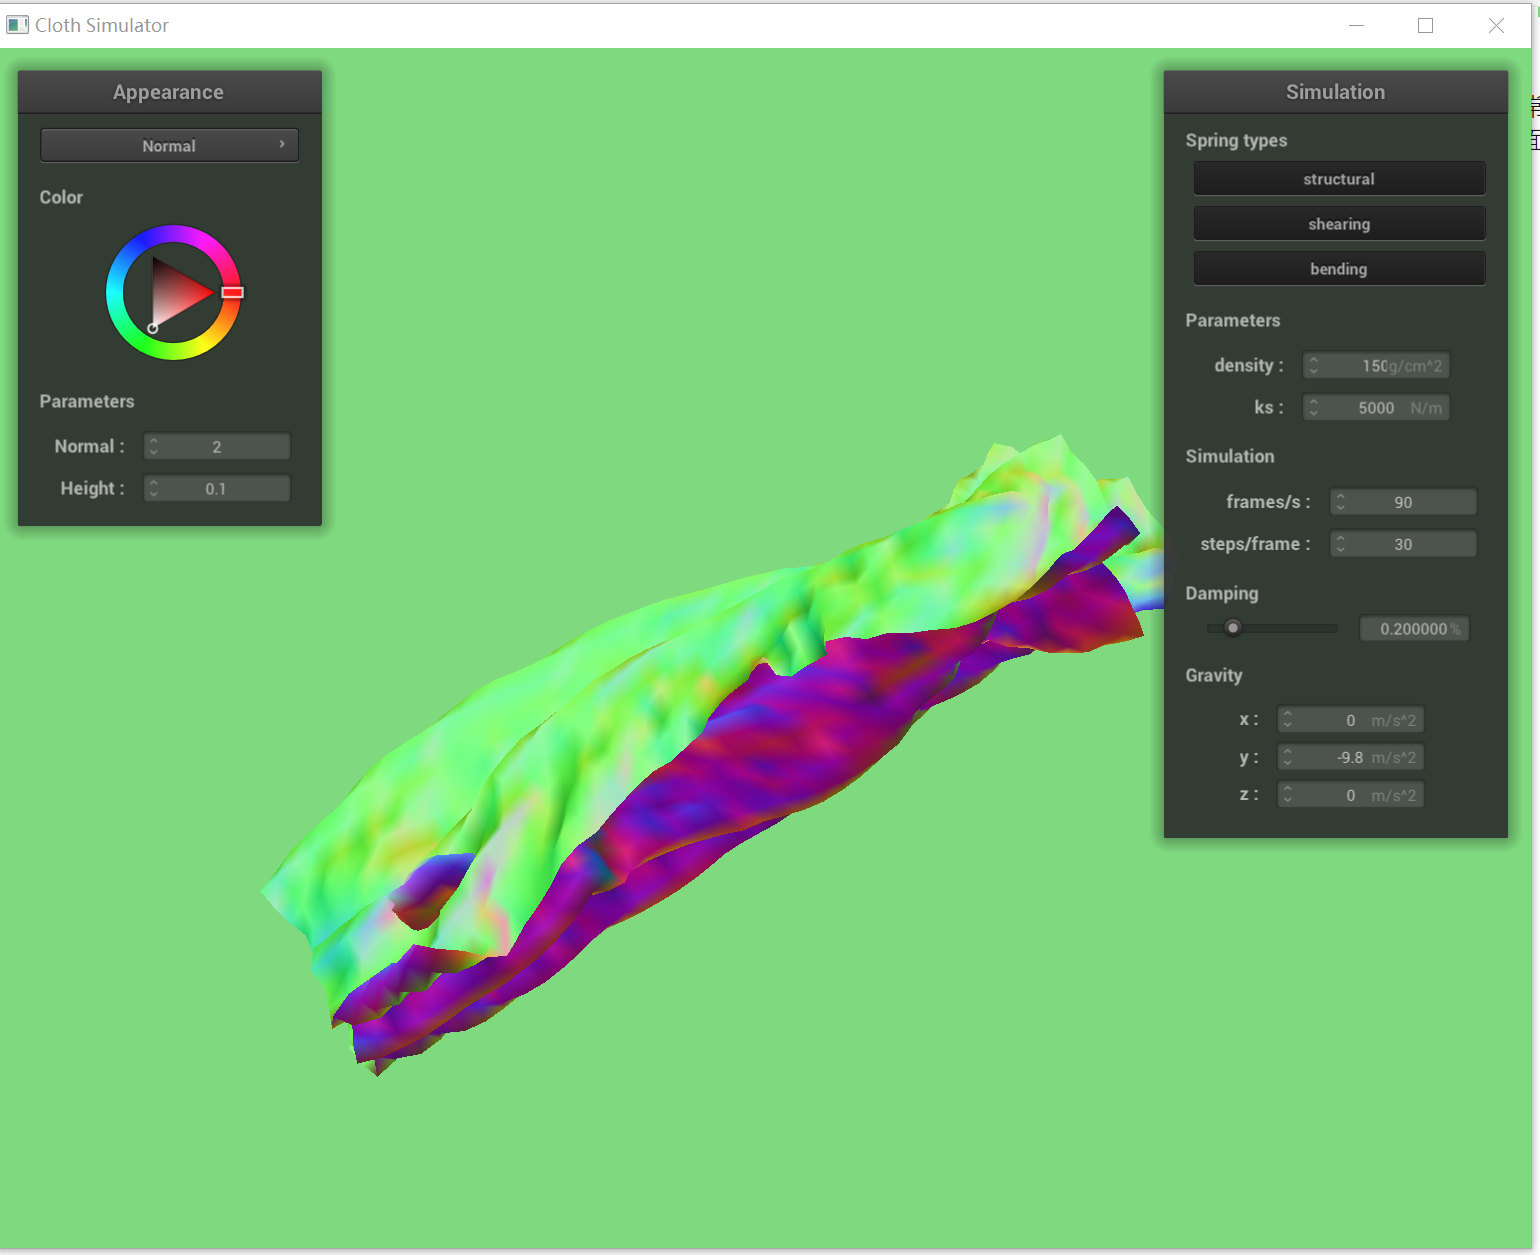 Cloth Simulator
Appearance
Normal
Color
Parameters
Normal :
2
Height :
0.1
Simulation
Spring types
structural
shearing
bending
Parameters
density : 150g/cm^2
ks : 5000 N/m
Simulation
frames/s : 90
steps/frame : 30
Damping
0.200000%
Gravity
x : 0 m/s^2
y : -9.8 m/s^2
z : 0 m/s^2